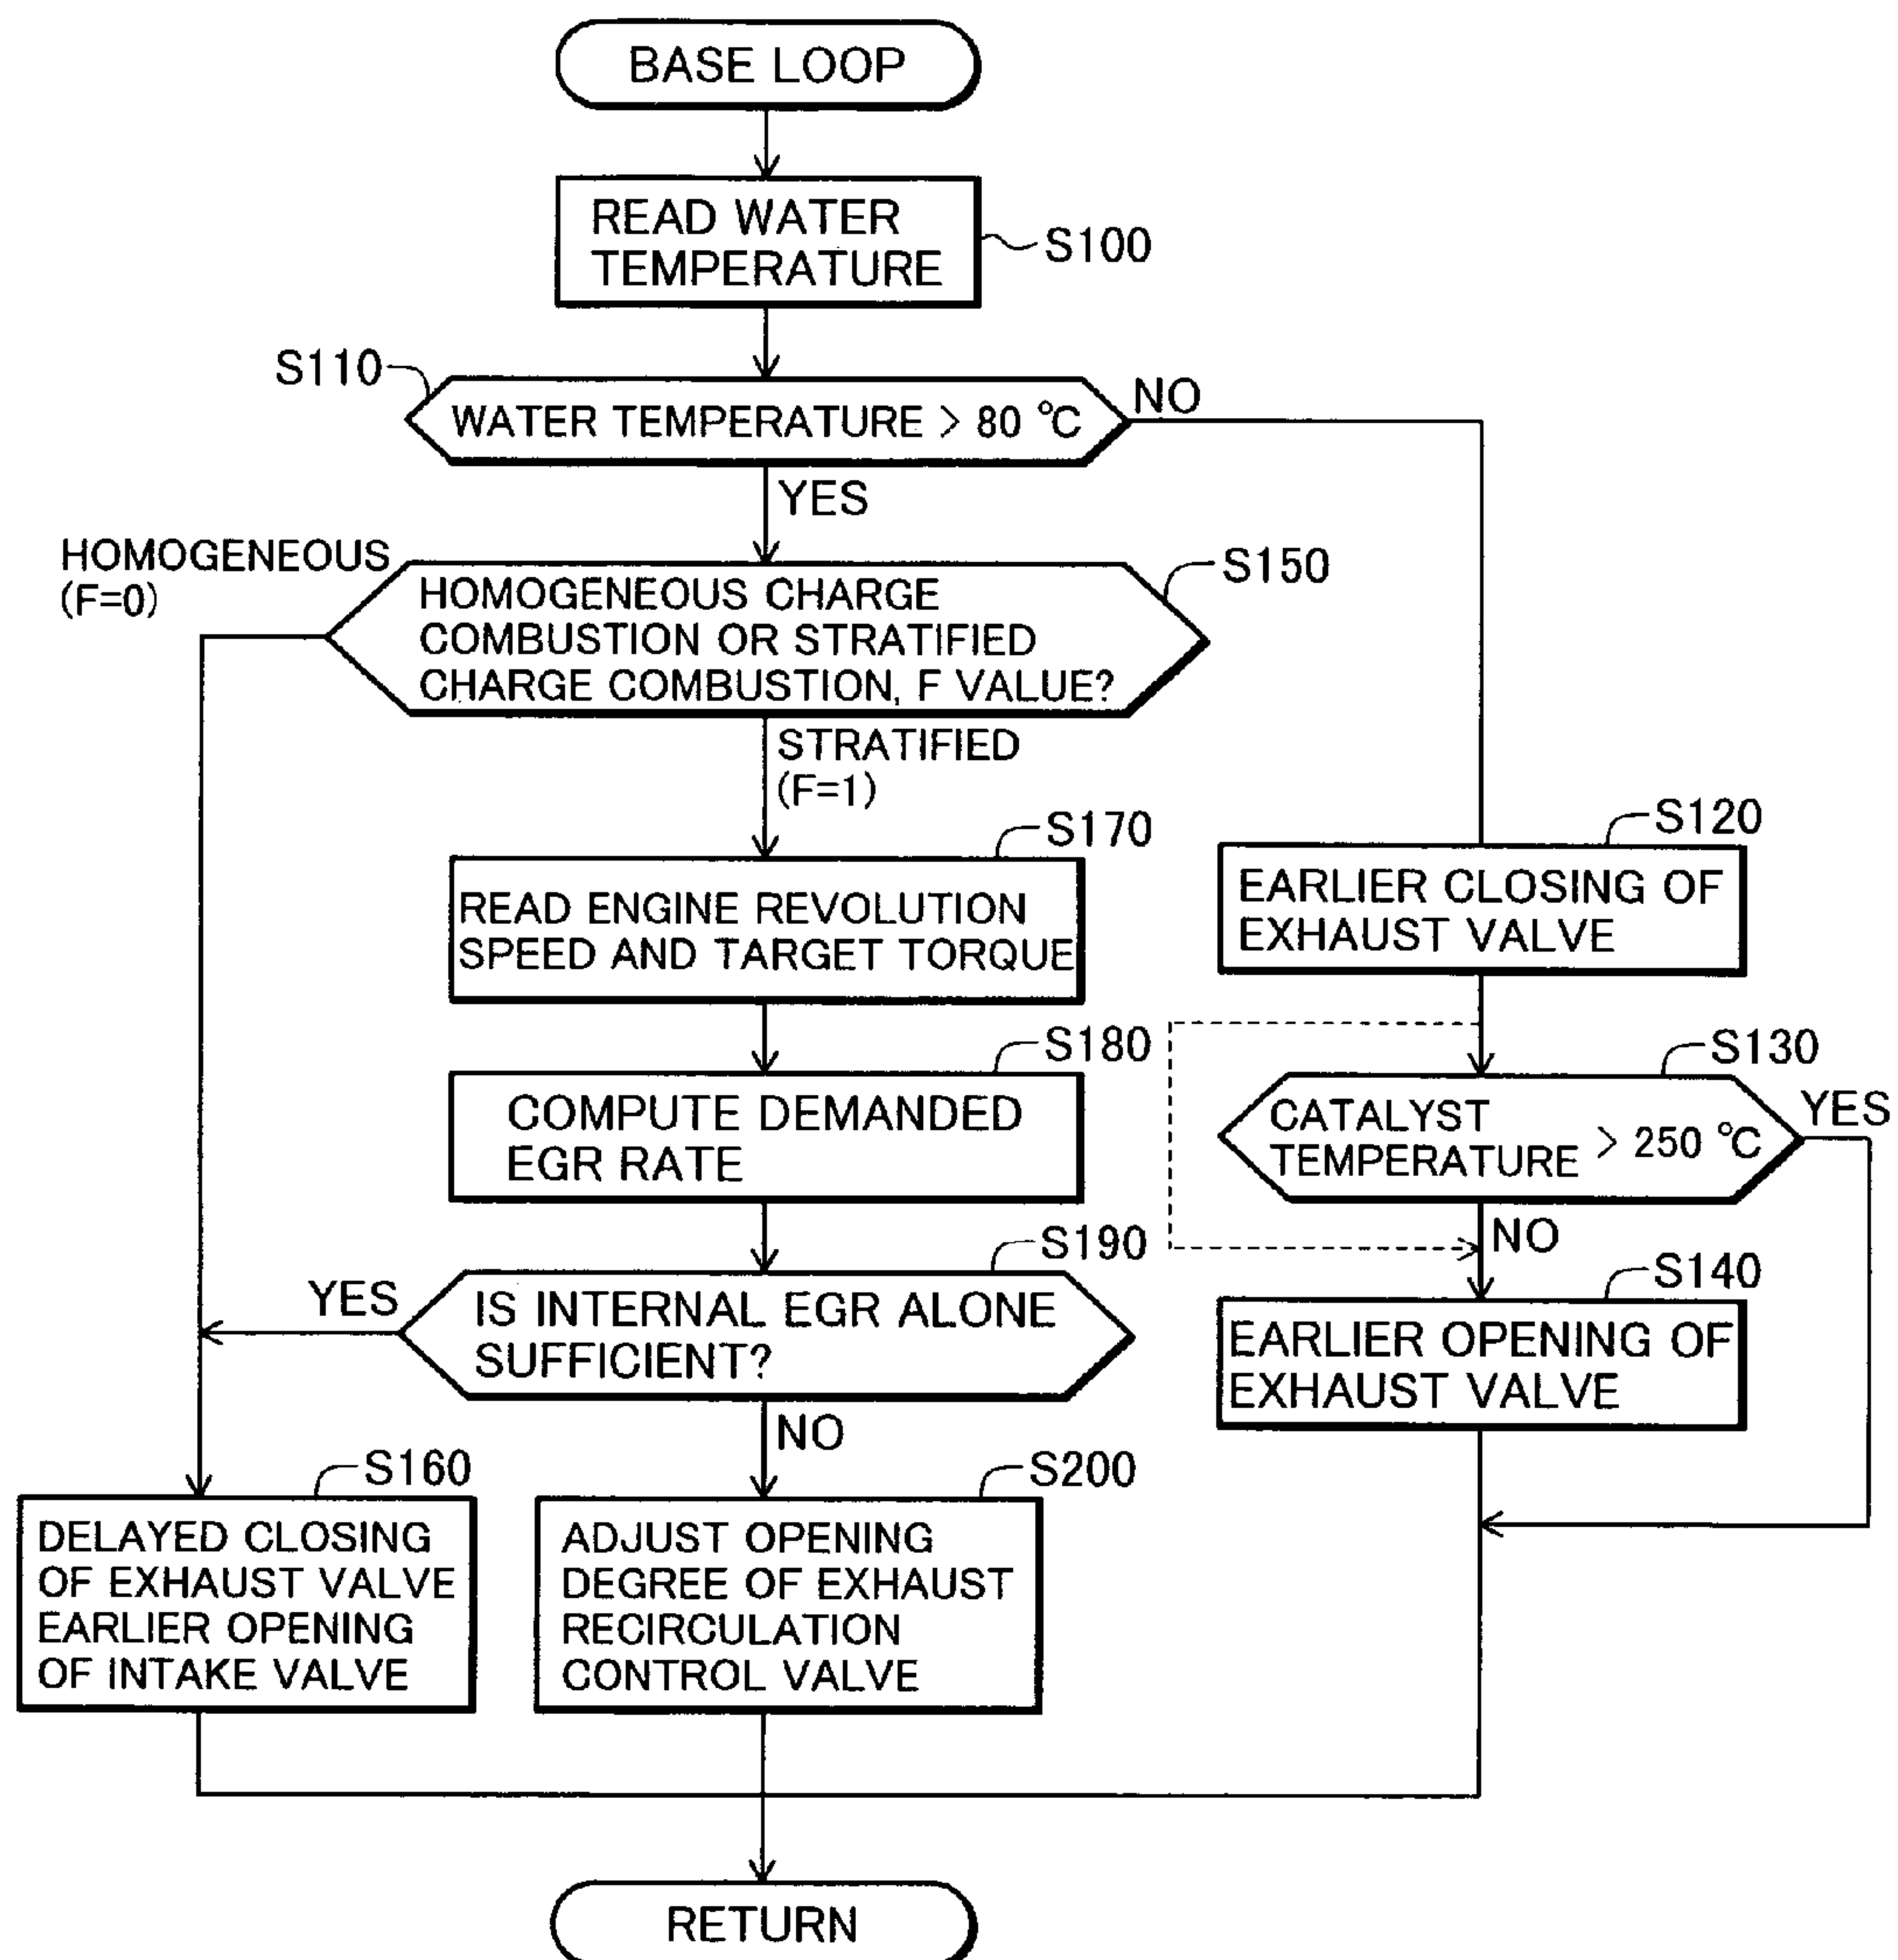 BASE LOOP
READ WATER
TEMPERATURE
S100
S110
WATER TEMPERATURE > 80 °C
NO
YES
HOMOGENEOUS
(F=0)
HOMOGENEOUS CHARGE
COMBUSTION OR STRATIFIED
CHARGE COMBUSTION, F VALUE?
S150
STRATIFIED
(F=1)
S170
READ ENGINE REVOLUTION
SPEED AND TARGET TORQUE
S120
EARLIER CLOSING OF
EXHAUST VALVE
S180
COMPUTE DEMANDED
EGR RATE
S130
CATALYST
TEMPERATURE > 250 °C
YES
NO
S190
YES
IS INTERNAL EGR ALONE
SUFFICIENT?
NO
S140
EARLIER OPENING OF
EXHAUST VALVE
S160
DELAYED CLOSING
OF EXHAUST VALVE
EARLIER OPENING
OF INTAKE VALVE
S200
ADJUST OPENING
DEGREE OF EXHAUST
RECIRCULATION
CONTROL VALVE
RETURN